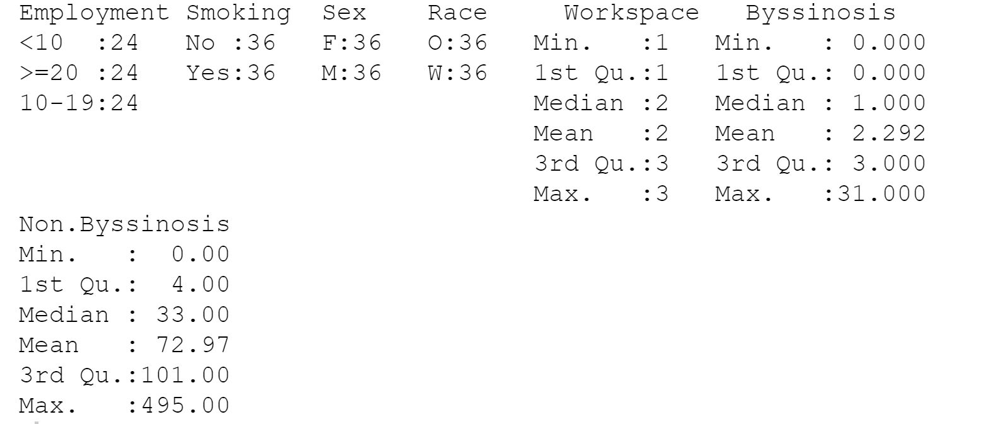 Employment Smoking  Sex    Race     Workspace   Byssinosis
<10  :24   No :36   F:36   O:36   Min.   :1   Min.   : 0.000
>=20 :24   Yes:36   M:36   W:36   1st Qu.:1   1st Qu.: 0.000
10-19:24                          Median :2   Median : 1.000
                                  Mean   :2   Mean   : 2.292
                                  3rd Qu.:3   3rd Qu.: 3.000
                                  Max.   :3   Max.   :31.000
Non.Byssinosis
Min.   :  0.00
1st Qu.:  4.00
Median : 33.00
Mean   : 72.97
3rd Qu.:101.00
Max.   :495.00